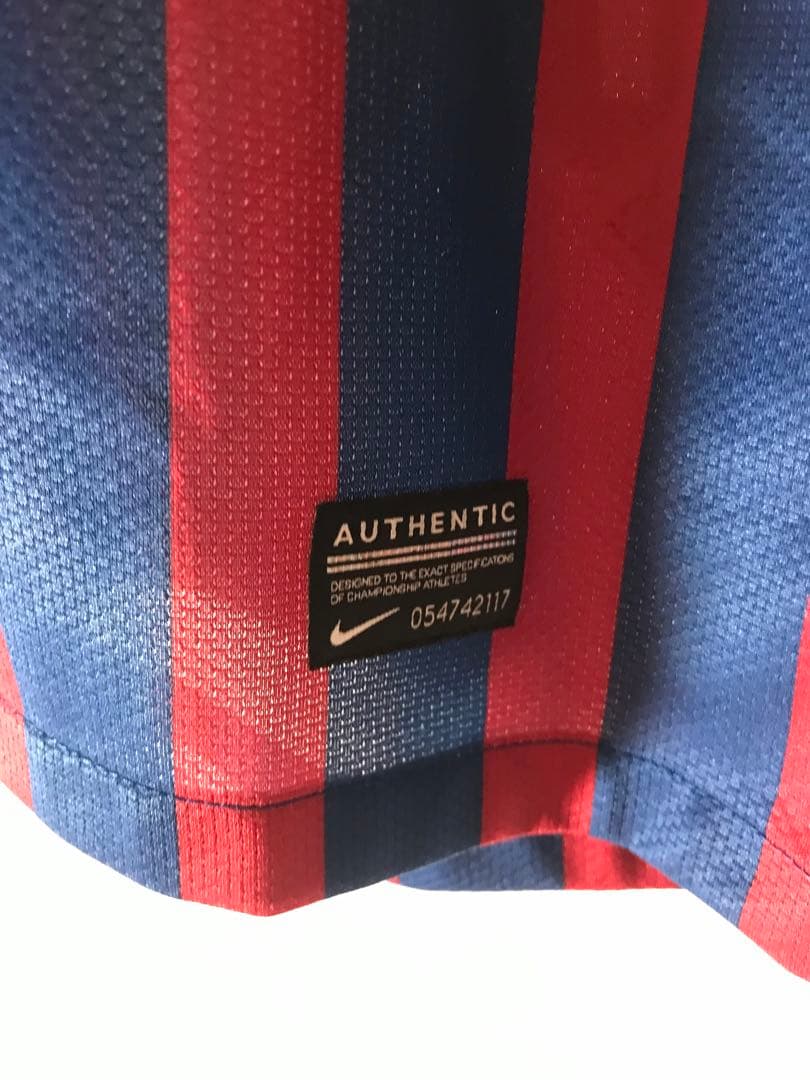 AUTHENTIC
DESIGNED TO THE EXACT SPECIFICATIONS
OF CHAMPIONSHIP ATHLETES
054742117